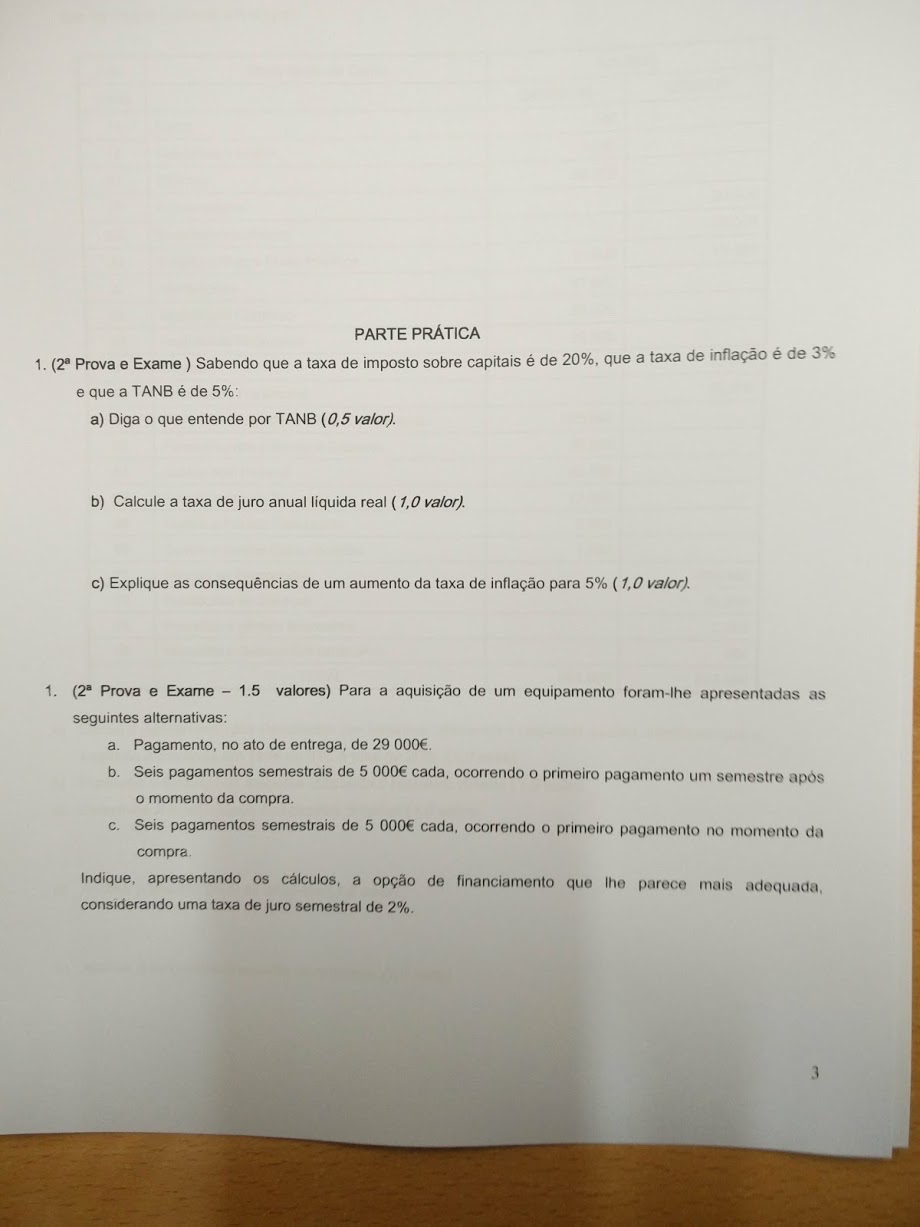 PARTE PRÁTICA
1. (2ª Prova e Exame ) Sabendo que a taxa de imposto sobre capitais é de 20%, que a taxa de inflação é de 3%
e que a TANB é de 5%:
a) Diga o que entende por TANB (0,5 valor).
b) Calcule a taxa de juro anual líquida real ( 1,0 valor).
c) Explique as consequências de um aumento da taxa de inflação para 5% ( 1,0 valor).
1. (2ª Prova e Exame – 1.5 valores) Para a aquisição de um equipamento foram-lhe apresentadas as
seguintes alternativas:
a. Pagamento, no ato de entrega, de 29 000€.
b. Seis pagamentos semestrais de 5 000€ cada, ocorrendo o primeiro pagamento um semestre após
o momento da compra.
c. Seis pagamentos semestrais de 5 000€ cada, ocorrendo o primeiro pagamento no momento da
compra.
Indique, apresentando os cálculos, a opção de financiamento que lhe parece mais adequada,
considerando uma taxa de juro semestral de 2%.
3